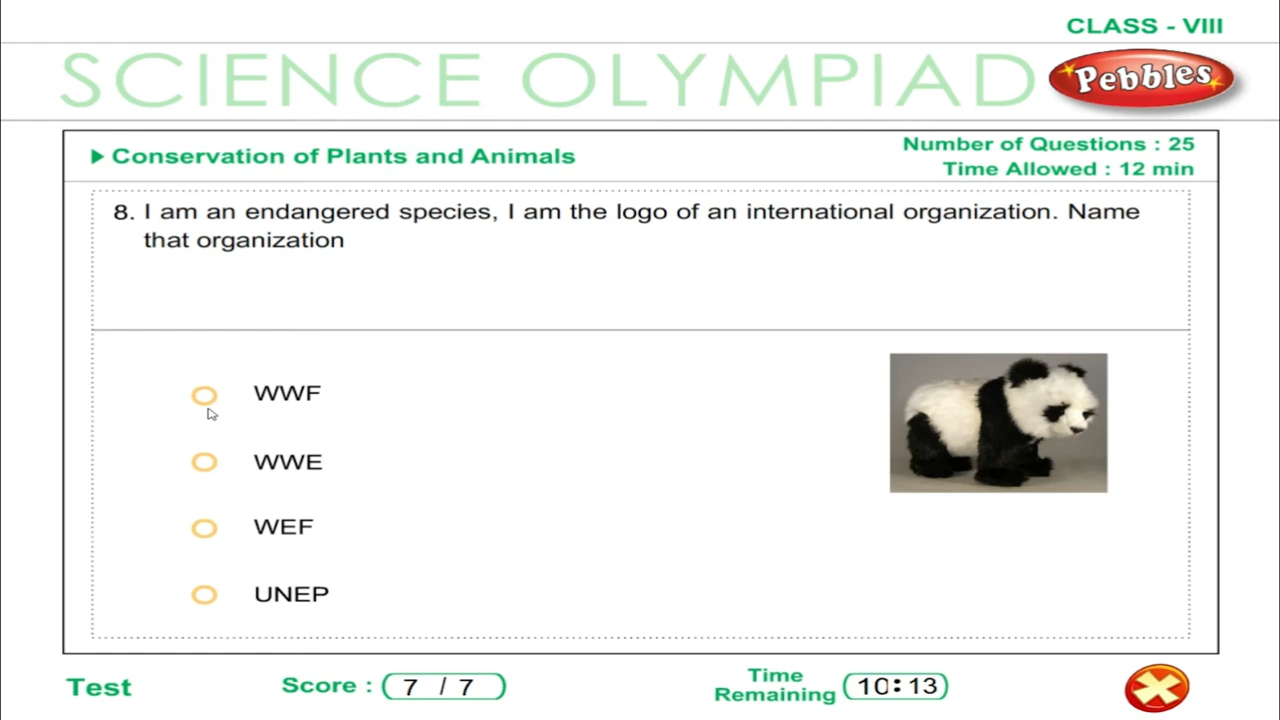 CLASS - VIII
SCIENCE OLYMPIAD
Pebbles
Conservation of Plants and Animals
Number of Questions : 25
Time Allowed : 12 min
8. I am an endangered species, I am the logo of an international organization. Name
that organization
WWF
WWE
WEF
UNEP
Test
Score : 7 / 7
Time
Remaining
10:13